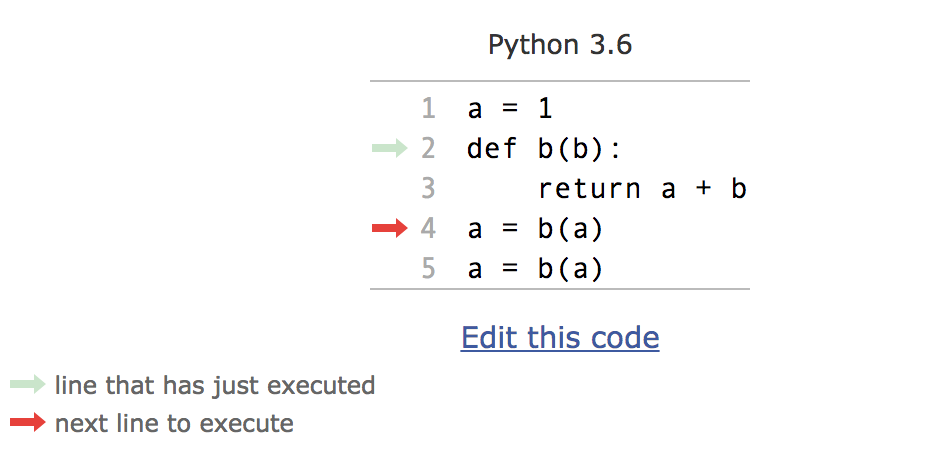 Python 3.6
1 a = 1
2 def b(b):
3     return a + b
4 a = b(a)
5 a = b(a)
Edit this code
line that has just executed
next line to execute